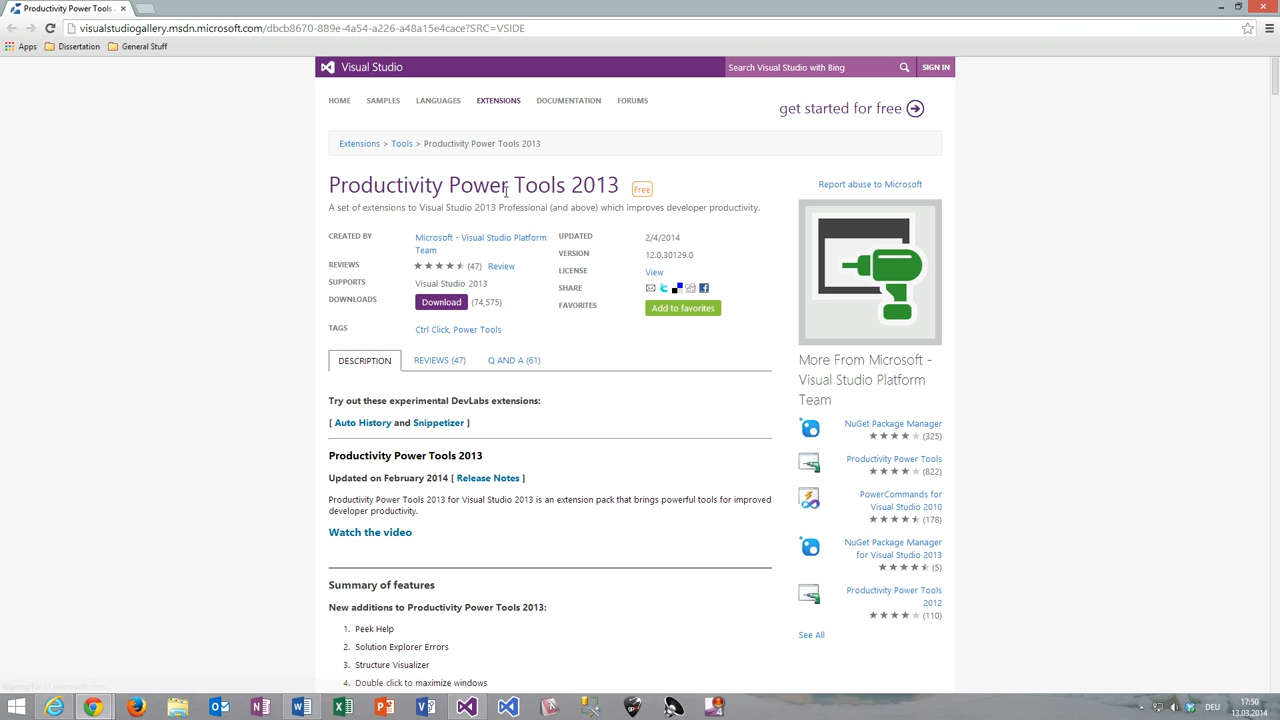 Productivity Power Tools
visualstudiogallery.msdn.microsoft.com/dbcb8670-889e-4a54-a226-a48a15e4cace?SRC=VSIDE
Apps Dissertation General Stuff
Visual Studio
Search Visual Studio with Bing
SIGN IN
HOME SAMPLES LANGUAGES EXTENSIONS DOCUMENTATION FORUMS
get started for free
Extensions > Tools > Productivity Power Tools 2013
Productivity Power Tools 2013 Free
A set of extensions to Visual Studio 2013 Professional (and above) which improves developer productivity.
CREATED BY Microsoft - Visual Studio Platform
Team
REVIEWS (47) Review
SUPPORTS Visual Studio 2013
DOWNLOADS Download (74,575)
TAGS Ctrl Click, Power Tools
UPDATED 2/4/2014
VERSION 12.0.30129.0
LICENSE View
SHARE
FAVORITES Add to favorites
DESCRIPTION REVIEWS (47) Q AND A (61)
Try out these experimental DevLabs extensions:
[ Auto History and Snippetizer ]
Productivity Power Tools 2013
Updated on February 2014 [ Release Notes ]
Productivity Power Tools 2013 for Visual Studio 2013 is an extension pack that brings powerful tools for improved
developer productivity.
Watch the video
Summary of features
New additions to Productivity Power Tools 2013:
1. Peek Help
2. Solution Explorer Errors
3. Structure Visualizer
4. Double click to maximize windows
Report abuse to Microsoft
More From Microsoft -
Visual Studio Platform
Team
NuGet Package Manager
(325)
Productivity Power Tools
(822)
PowerCommands for
Visual Studio 2010
(178)
NuGet Package Manager
for Visual Studio 2013
(5)
Productivity Power Tools
2012
(110)
See All
DEU
17:50
13.03.2014